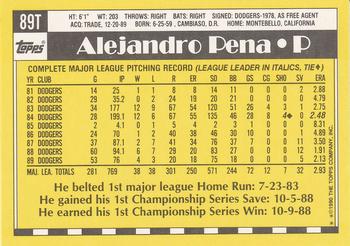 89T
Topps
HT: 6'1" WT: 203 THROWS: RIGHT BATS: RIGHT SIGNED: DODGERS-1978, AS FREE AGENT
ACQ: TRADE, 12-20-89 BORN: 6-25-59, CAMBIASO, D.R. HOME: MONTEBELLO, CALIFORNIA
Alejandro Pena • P
COMPLETE MAJOR LEAGUE PITCHING RECORD (LEAGUE LEADER IN ITALICS, TIE♦)
YR CLUB G IP W L R ER SO BB GS CG SHO SV ERA
81 DODGERS 14 25 1 1 8 8 14 11 0 0 0 2 2.88
82 DODGERS 29 35.2 0 2 24 19 20 21 0 0 0 0 4.79
83 DODGERS 34 177 12 9 67 54 120 51 26 4 3 1 2.75
84 DODGERS 28 199.1 12 6 67 55 135 46 28 8 4♦ 0 2.48
85 DODGERS 2 4.1 0 1 5 4 2 3 1 0 0 0 8.31
86 DODGERS 24 70 1 2 40 38 46 30 10 0 0 1 4.89
87 DODGERS 37 87.1 2 7 41 34 76 37 7 0 0 11 3.50
88 DODGERS 60 94.1 6 7 29 20 83 27 0 0 0 12 1.91
89 DODGERS 53 76 4 3 20 18 75 18 0 0 0 5 2.13
MAJ. LEA. TOTALS 281 769 38 38 301 250 571 244 72 12 7 32 2.93
He belted 1st major league Home Run: 7-23-83
He gained his 1st Championship Series Save: 10-5-88
He earned his 1st Championship Series Win: 10-9-88
*©1990 THE TOPPS COMPANY, INC.